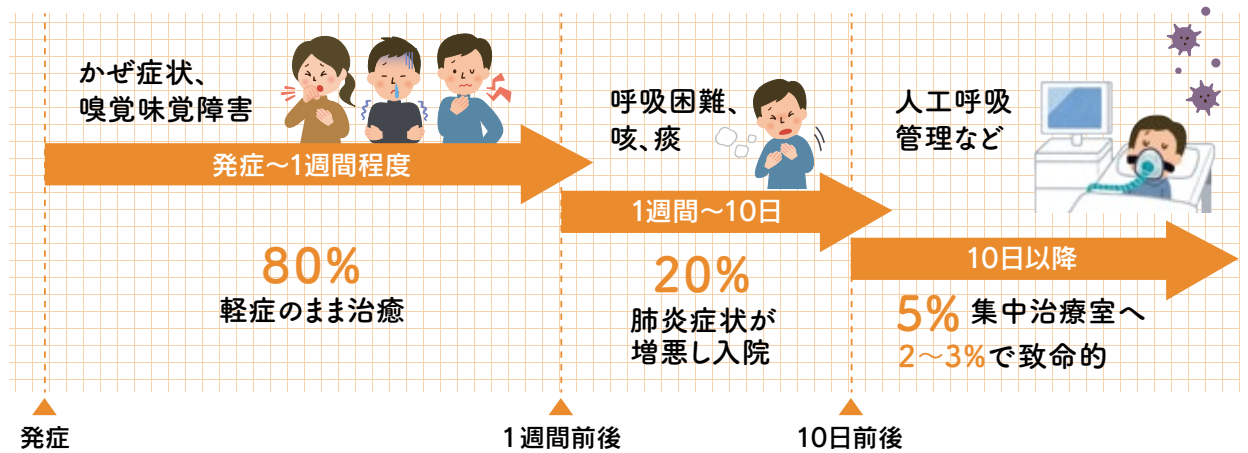 かぜ症状、
嗅覚味覚障害
発症〜1週間程度
80%
軽症のまま治癒
呼吸困難、
咳、痰
1週間〜10日
20%
肺炎症状が
増悪し入院
人工呼吸
管理など
10日以降
5% 集中治療室へ
2〜3%で致命的
発症
1週間前後
10日前後